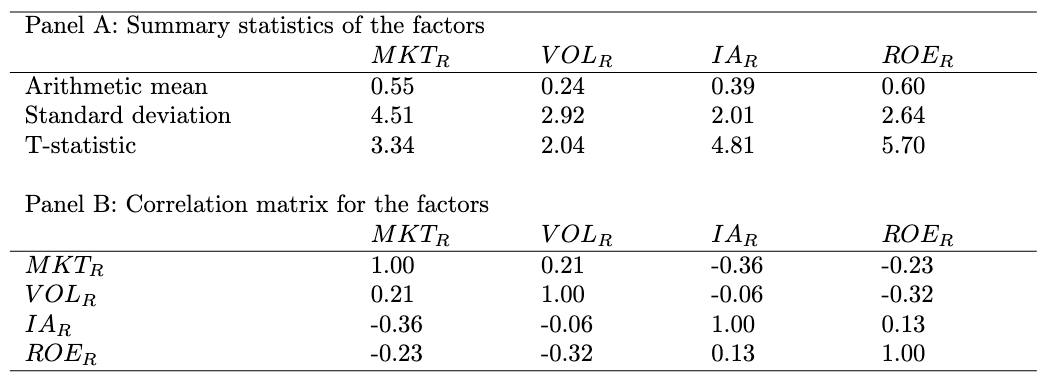 Panel A: Summary statistics of the factors
MKT_R VOL_R IA_R ROE_R
Arithmetic mean 0.55 0.24 0.39 0.60
Standard deviation 4.51 2.92 2.01 2.64
T-statistic 3.34 2.04 4.81 5.70
Panel B: Correlation matrix for the factors
MKT_R VOL_R IA_R ROE_R
MKT_R 1.00 0.21 -0.36 -0.23
VOL_R 0.21 1.00 -0.06 -0.32
IA_R -0.36 -0.06 1.00 0.13
ROE_R -0.23 -0.32 0.13 1.00